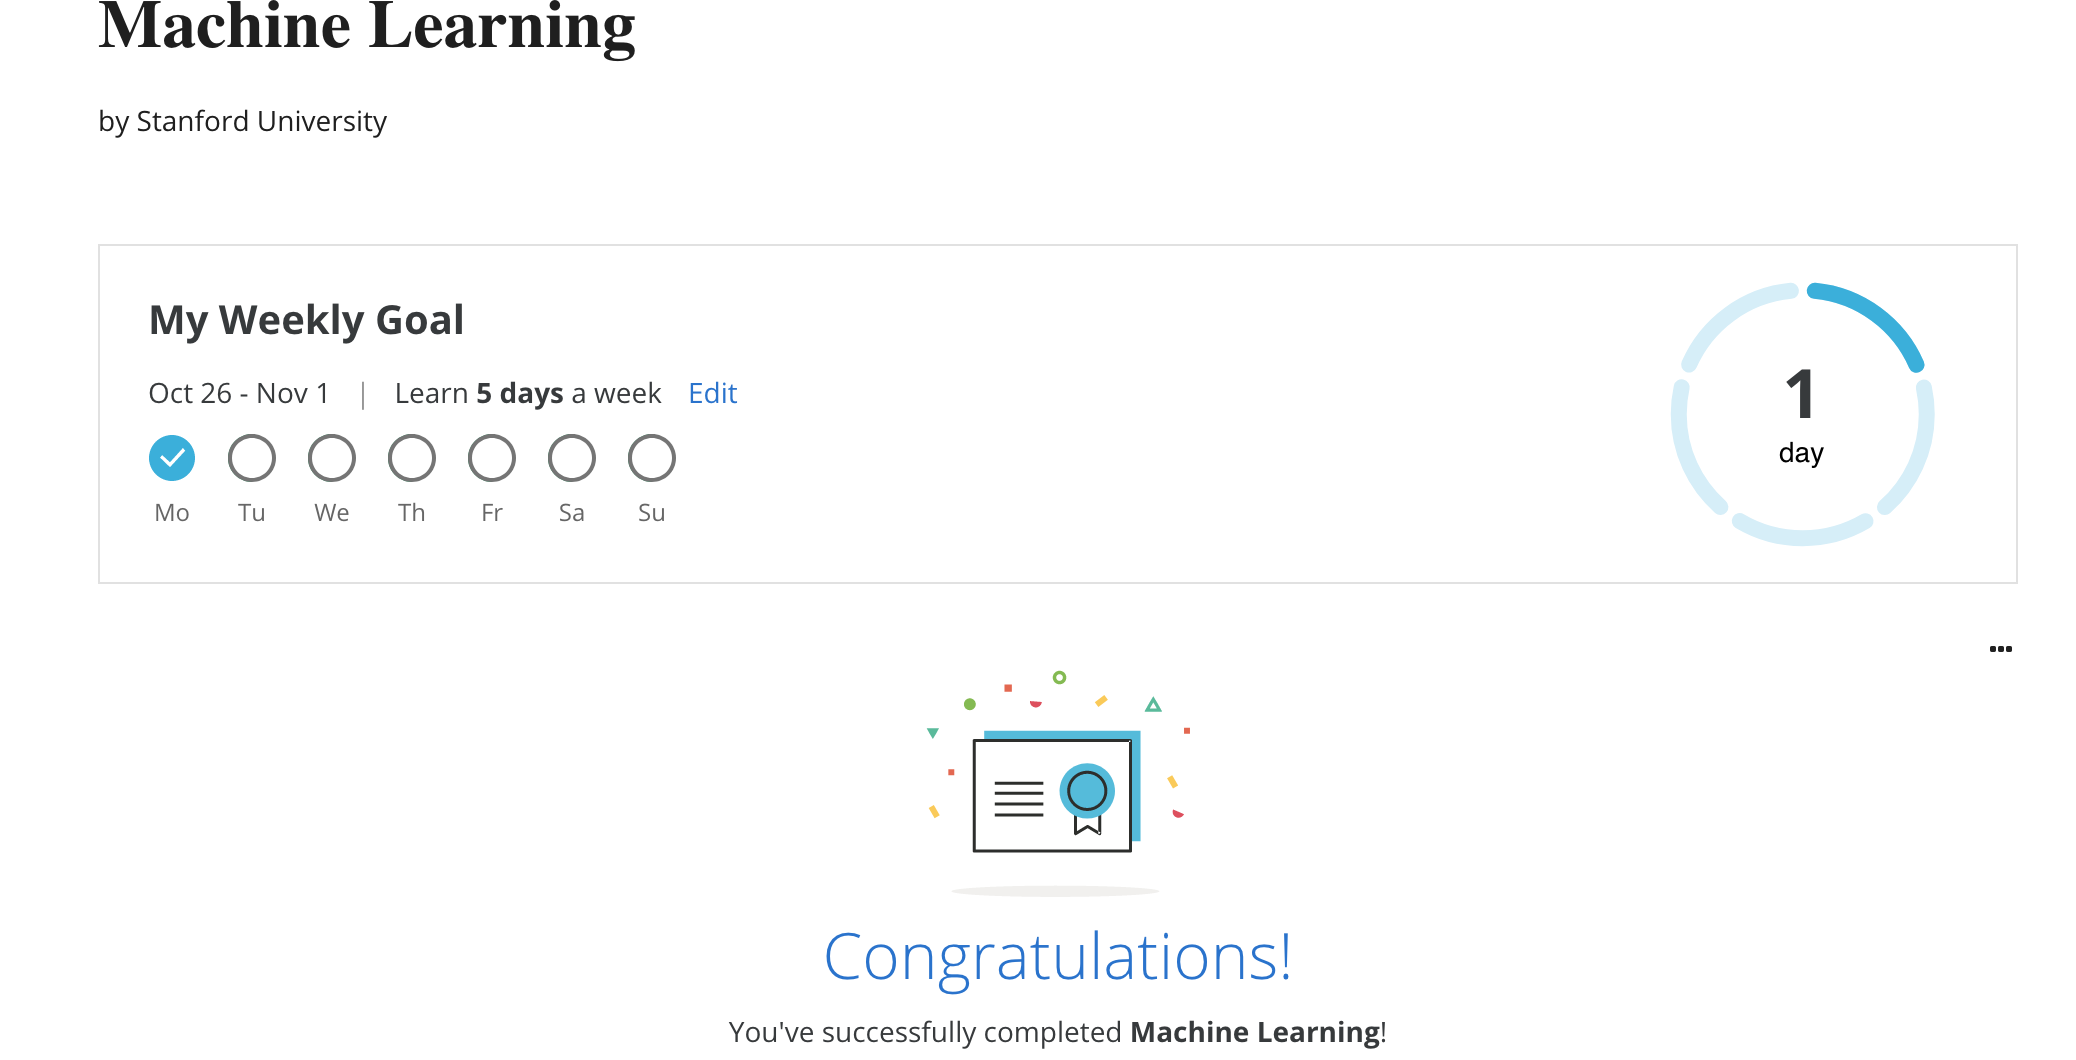 Machine Learning
by Stanford University
My Weekly Goal
Oct 26 - Nov 1 | Learn 5 days a week Edit
Mo Tu We Th Fr Sa Su
1
day
Congratulations!
You've successfully completed Machine Learning!